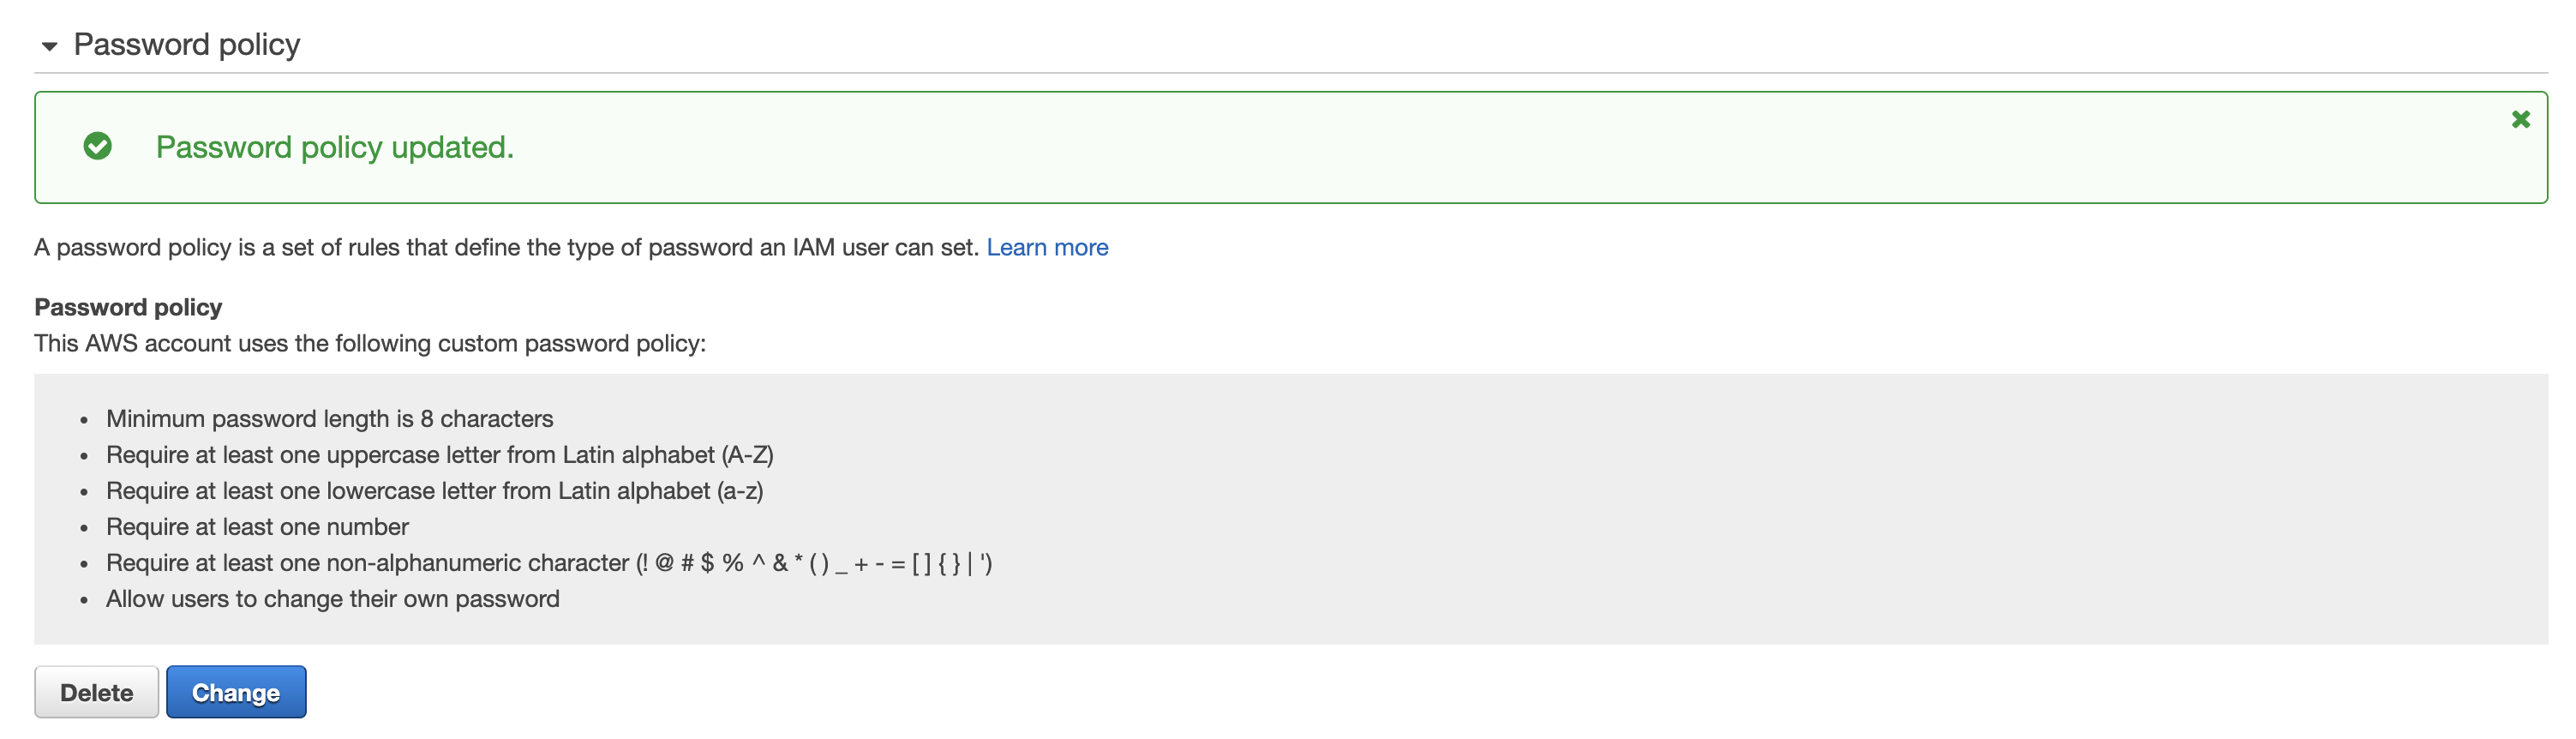 Password policy
Password policy updated.
A password policy is a set of rules that define the type of password an IAM user can set. Learn more
Password policy
This AWS account uses the following custom password policy:
• Minimum password length is 8 characters
• Require at least one uppercase letter from Latin alphabet (A-Z)
• Require at least one lowercase letter from Latin alphabet (a-z)
• Require at least one number
• Require at least one non-alphanumeric character (! @ # $ % ^ & * ( ) _ + - = [ ] { } | ')
• Allow users to change their own password
Delete Change